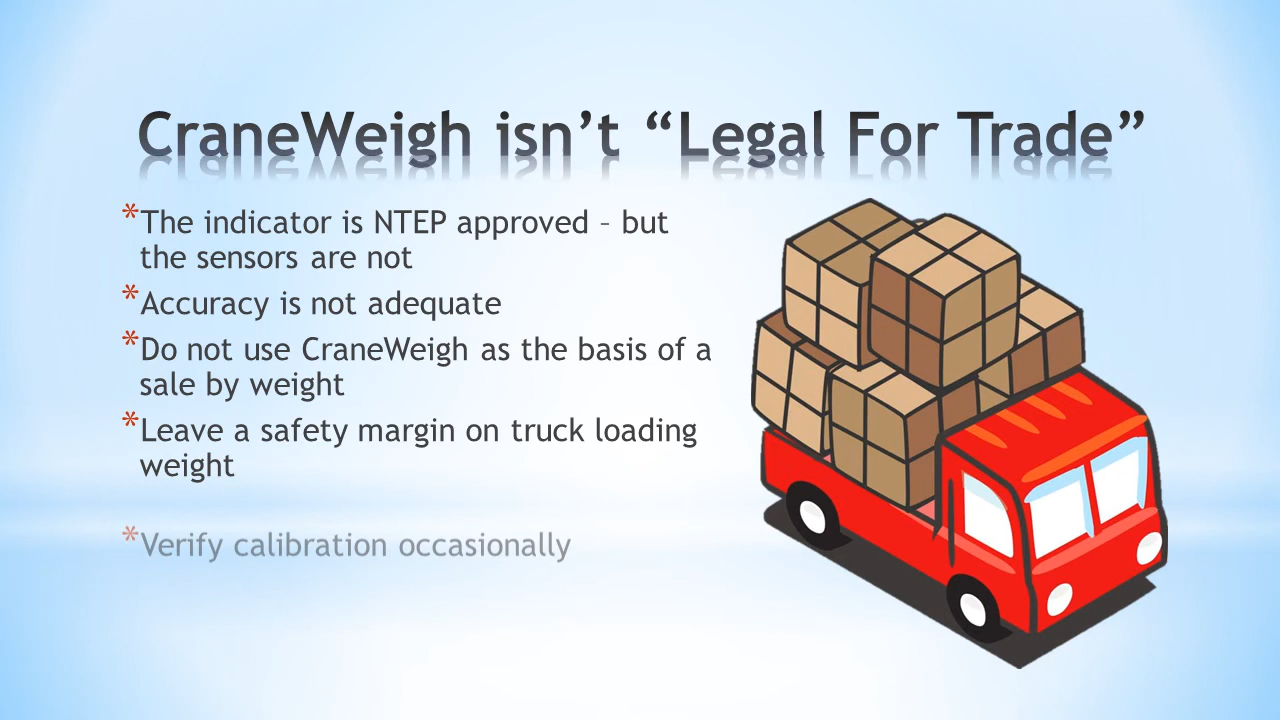 CraneWeigh isn’t “Legal For Trade”
*The indicator is NTEP approved – but
the sensors are not
*Accuracy is not adequate
*Do not use CraneWeigh as the basis of a
sale by weight
*Leave a safety margin on truck loading
weight
*Verify calibration occasionally